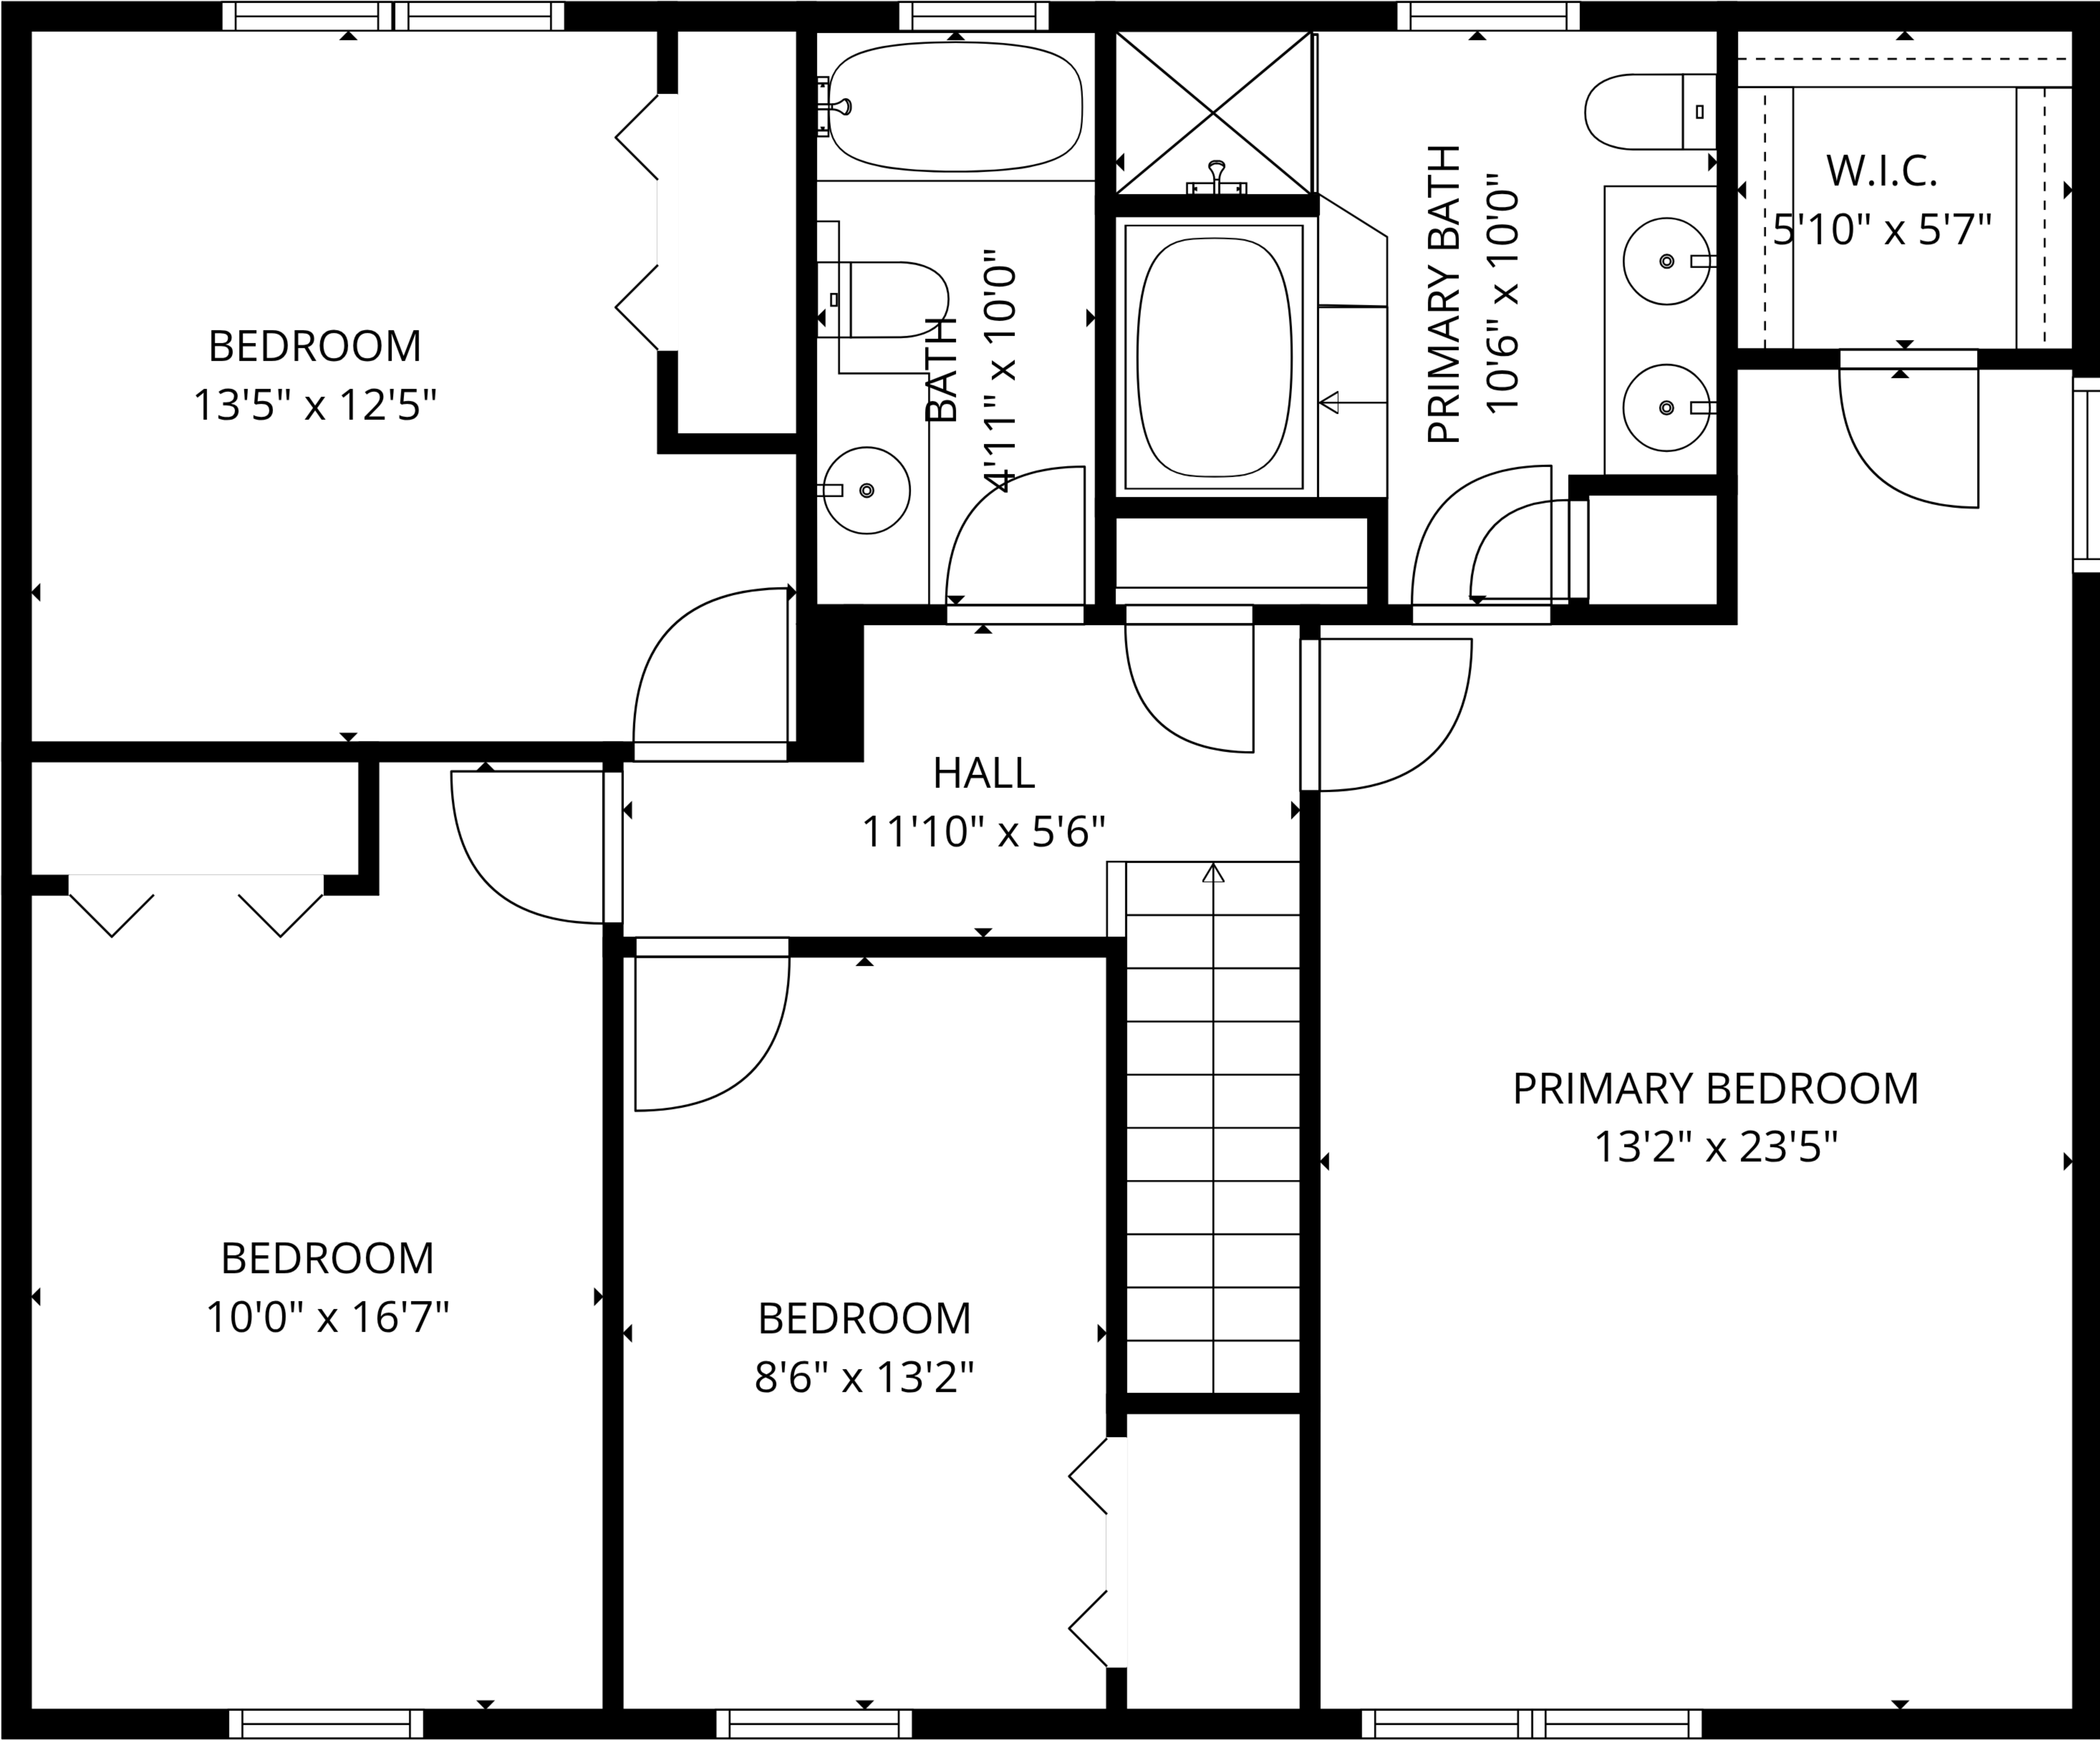 W.I.C.
5'10" x 5'7"
PRIMARY BATH
10'6" x 10'0"
BATH
4'11" x 10'0"
BEDROOM
13'5" x 12'5"
HALL
11'10" x 5'6"
PRIMARY BEDROOM
13'2" x 23'5"
BEDROOM
10'0" x 16'7"
BEDROOM
8'6" x 13'2"